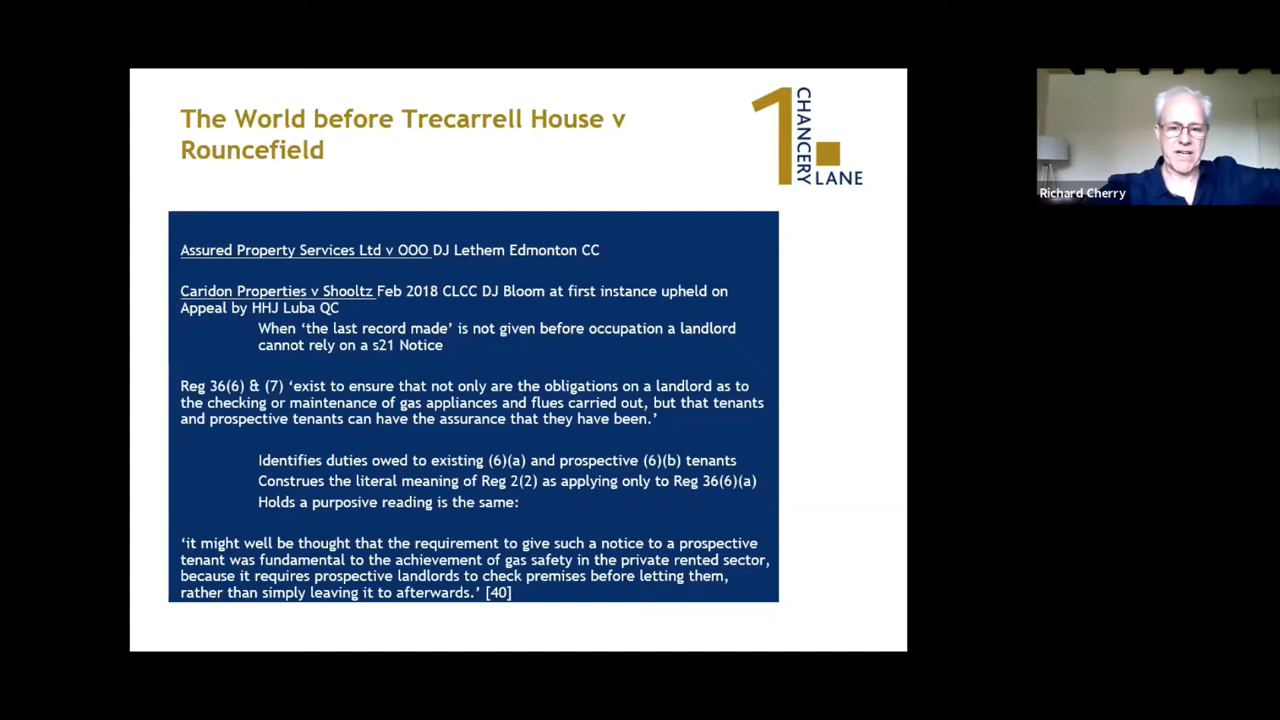 The World before Trecarrell House v
Rouncefield
1
CHANCERY
LANE
Richard Cherry
Assured Property Services Ltd v OOO DJ Lethem Edmonton CC
Caridon Properties v Shooltz Feb 2018 CLCC DJ Bloom at first instance upheld on
Appeal by HHJ Luba QC
When ‘the last record made’ is not given before occupation a landlord
cannot rely on a s21 Notice
Reg 36(6) & (7) ‘exist to ensure that not only are the obligations on a landlord as to
the checking or maintenance of gas appliances and flues carried out, but that tenants
and prospective tenants can have the assurance that they have been.’
Identifies duties owed to existing (6)(a) and prospective (6)(b) tenants
Construes the literal meaning of Reg 2(2) as applying only to Reg 36(6)(a)
Holds a purposive reading is the same:
‘it might well be thought that the requirement to give such a notice to a prospective
tenant was fundamental to the achievement of gas safety in the private rented sector,
because it requires prospective landlords to check premises before letting them,
rather than simply leaving it to afterwards.’ [40]